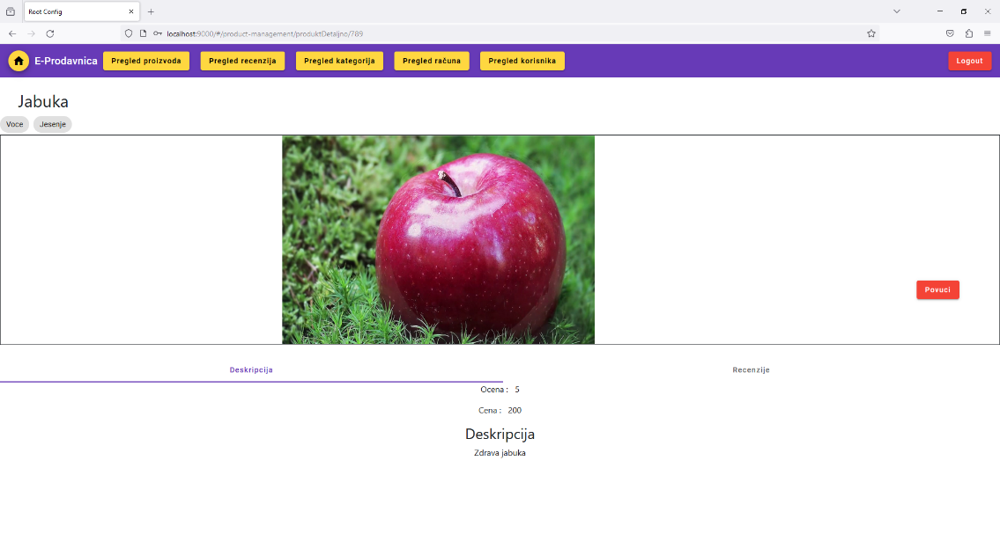 Root Config
localhost:9000/#/product-management/produktDetaljno/789
E-Prodavnica Pregled proizvoda Pregled recenzija Pregled kategorija Pregled računa Pregled korisnika Logout
Jabuka
Voce Jesenje
Povuci
Deskripcija Recenzije
Ocena : 5
Cena : 200
Deskripcija
Zdrava jabuka